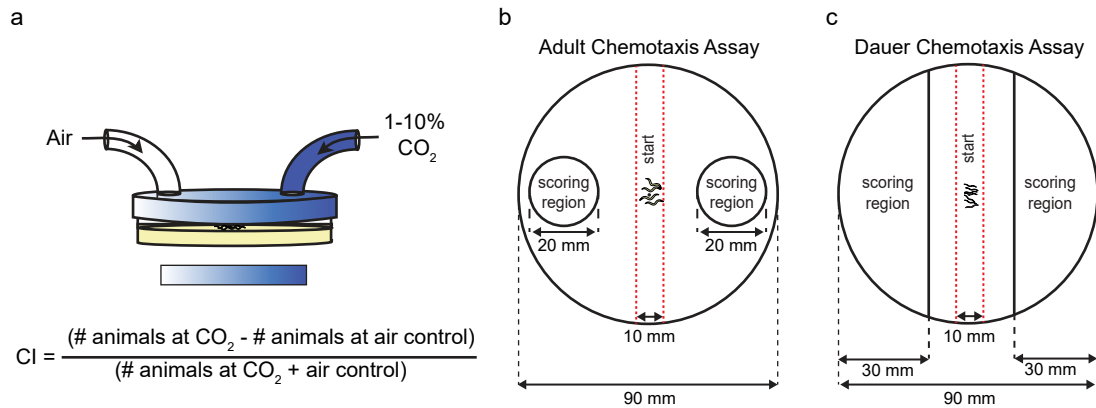 a
Air
1-10%
CO₂
CI = (# animals at CO₂ - # animals at air control)
(# animals at CO₂ + air control)
b
Adult Chemotaxis Assay
start
scoring
region
scoring
region
20 mm
20 mm
10 mm
90 mm
c
Dauer Chemotaxis Assay
start
scoring
region
scoring
region
10 mm
30 mm
30 mm
90 mm